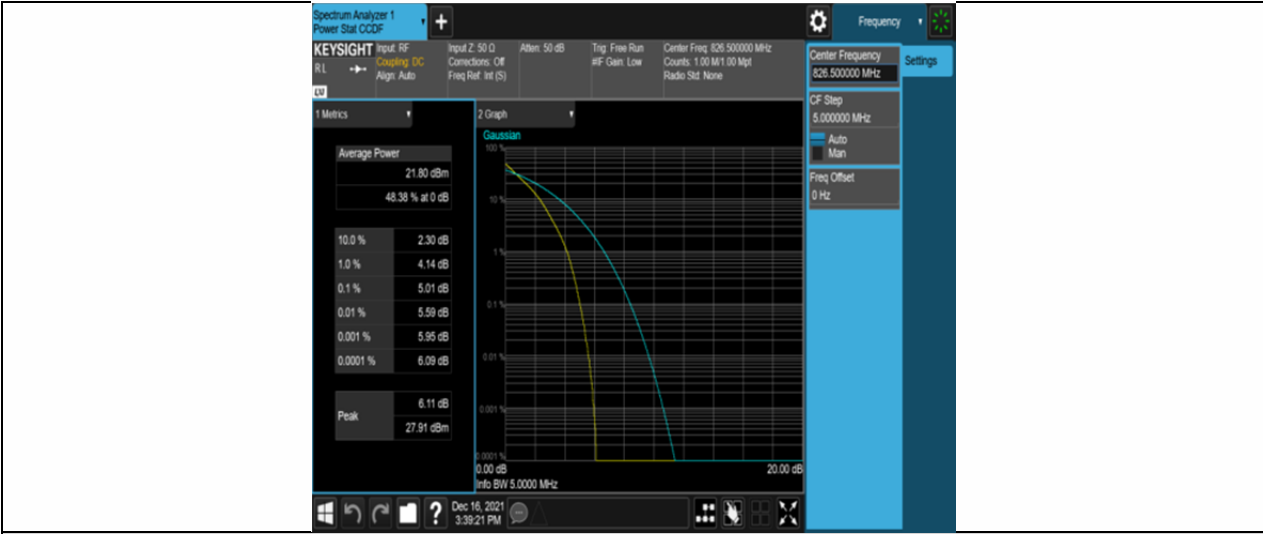 Spectrum Analyzer 1
Power Stat CCDF
Frequency
KEYSIGHT
R L
LV
Input: RF
Coupling: DC
Align: Auto
Input Z: 50 Ω
Corrections: Off
Freq Ref: Int (S)
Atten: 50 dB
Trig: Free Run
#IF Gain: Low
Center Freq: 826.500000 MHz
Counts: 1.00 M/1.00 Mpt
Radio Std: None
Center Frequency
826.500000 MHz
Settings
CF Step
5.000000 MHz
Auto
Man
Freq Offset
0 Hz
1 Metrics
Average Power
21.80 dBm
48.38 % at 0 dB
10.0 % 2.30 dB
1.0 % 4.14 dB
0.1 % 5.01 dB
0.01 % 5.59 dB
0.001 % 5.95 dB
0.0001 % 6.09 dB
Peak
6.11 dB
27.91 dBm
2 Graph
Gaussian
100 %
10 %
1 %
0.1 %
0.01 %
0.001 %
0.0001 %
0.00 dB 20.00 dB
Info BW 5.0000 MHz
?
Dec 16, 2021
3:39:21 PM